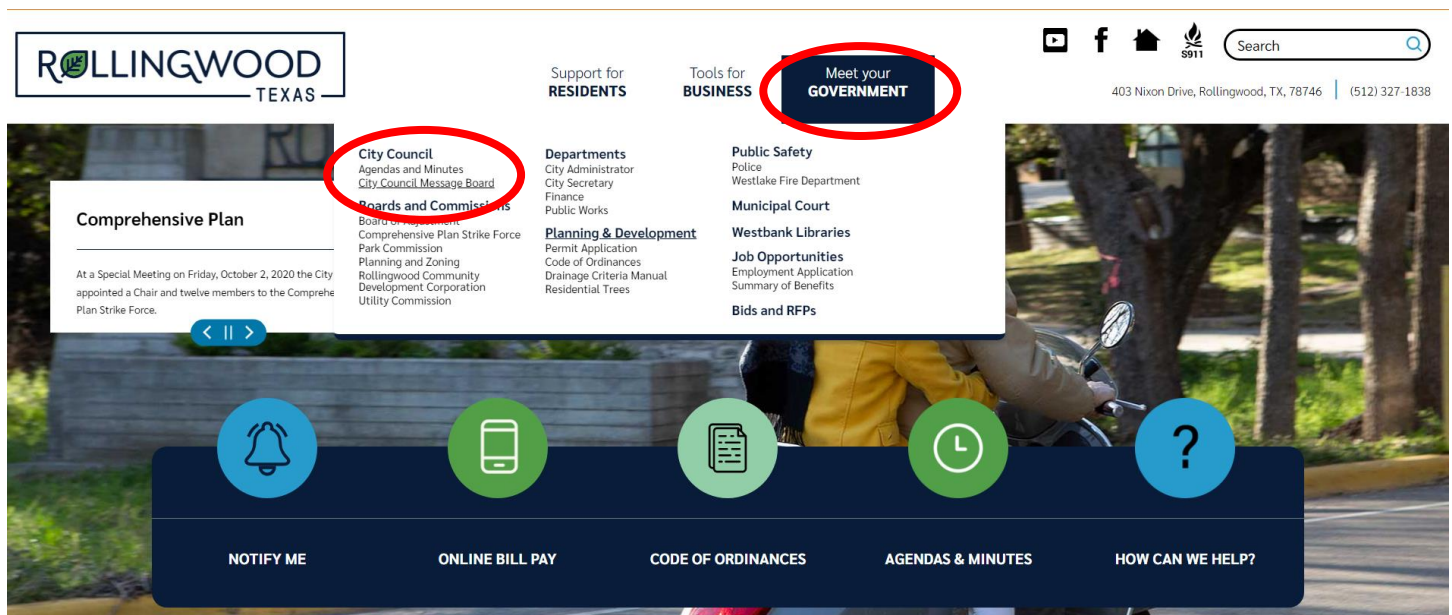 ROLLINGWOOD
TEXAS
Support for
RESIDENTS
Tools for
BUSINESS
Meet your
GOVERNMENT
S911
Search
403 Nixon Drive, Rollingwood, TX, 78746 | (512) 327-1838
City Council
Agendas and Minutes
City Council Message Board
Boards and Commissions
Board of Adjustment
Comprehensive Plan Strike Force
Park Commission
Planning and Zoning
Rollingwood Community
Development Corporation
Utility Commission
Departments
City Administrator
City Secretary
Finance
Public Works
Planning & Development
Permit Application
Code of Ordinances
Drainage Criteria Manual
Residential Trees
Public Safety
Police
Westlake Fire Department
Municipal Court
Westbank Libraries
Job Opportunities
Employment Application
Summary of Benefits
Bids and RFPs
Comprehensive Plan
At a Special Meeting on Friday, October 2, 2020 the City
appointed a Chair and twelve members to the Comprehe
Plan Strike Force.
NOTIFY ME
ONLINE BILL PAY
CODE OF ORDINANCES
AGENDAS & MINUTES
?
HOW CAN WE HELP?